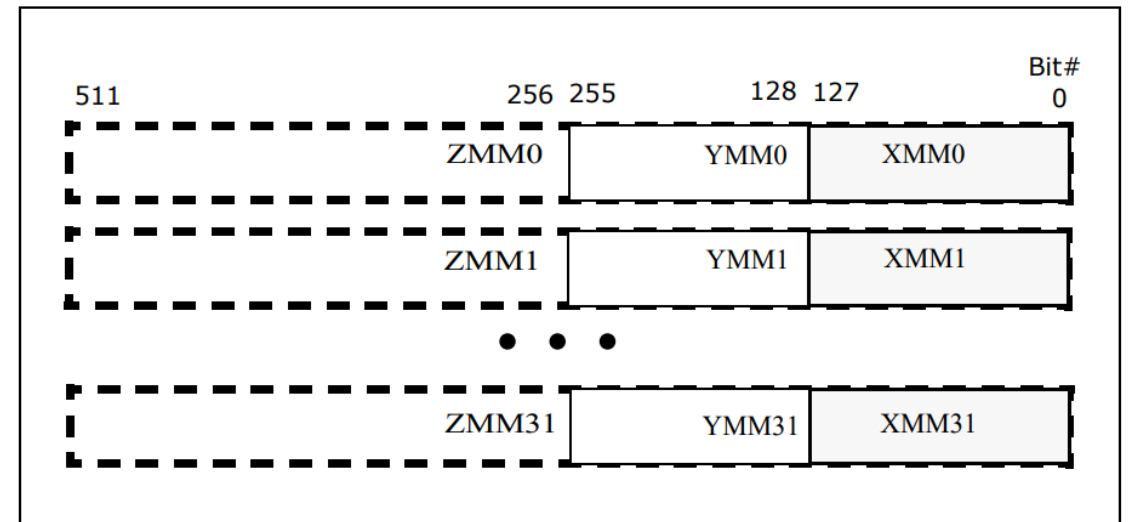 Bit#
511 256 255 128 127 0
ZMM0 YMM0 XMM0
ZMM1 YMM1 XMM1
ZMM31 YMM31 XMM31